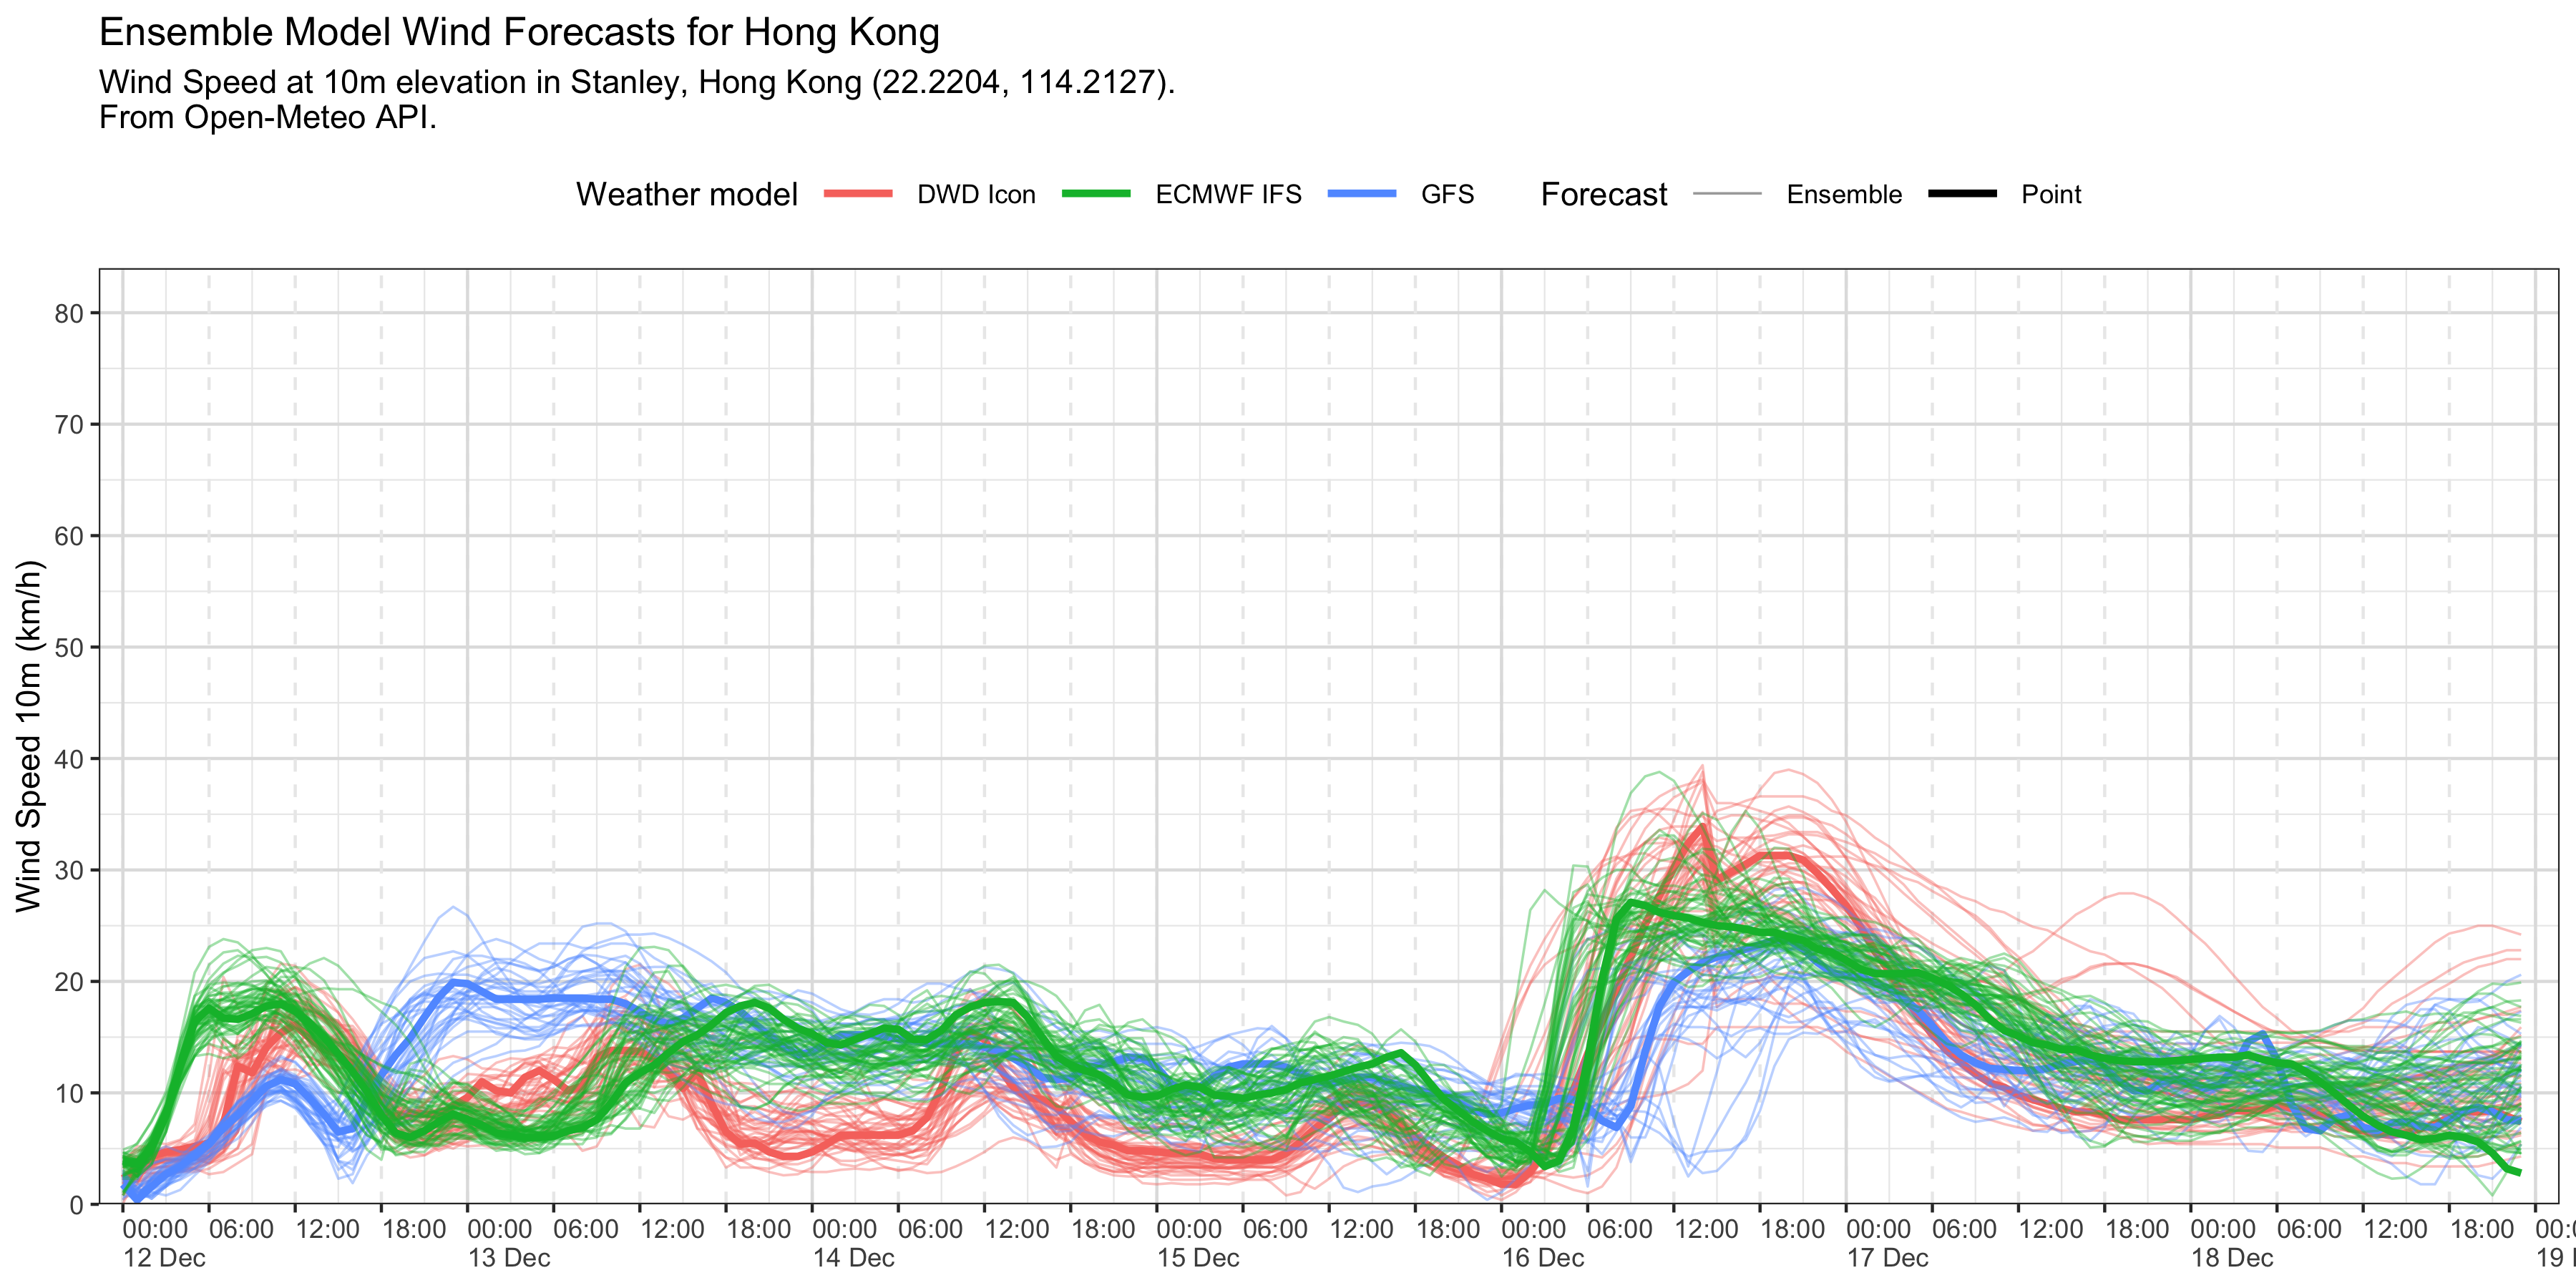 Ensemble Model Wind Forecasts for Hong Kong
Wind Speed at 10m elevation in Stanley, Hong Kong (22.2204, 114.2127).
From Open-Meteo API.
Weather model DWD Icon ECMWF IFS GFS Forecast Ensemble Point
Wind Speed 10m (km/h)
80
70
60
50
40
30
20
10
0
00:00 06:00 12:00 18:00 00:00 06:00 12:00 18:00 00:00 06:00 12:00 18:00 00:00 06:00 12:00 18:00 00:00 06:00 12:00 18:00 00:00 06:00 12:00 18:00 00:00 06:00 12:00 18:00 00:0
12 Dec 13 Dec 14 Dec 15 Dec 16 Dec 17 Dec 18 Dec 19